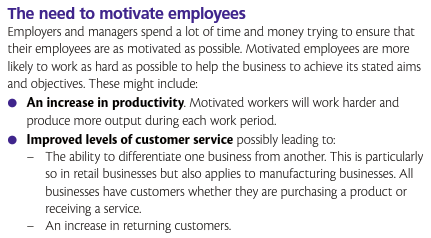 The need to motivate employees
Employers and managers spend a lot of time and money trying to ensure that
their employees are as motivated as possible. Motivated employees are more
likely to work as hard as possible to help the business to achieve its stated aims
and objectives. These might include:
● An increase in productivity. Motivated workers will work harder and
produce more output during each work period.
● Improved levels of customer service possibly leading to:
– The ability to differentiate one business from another. This is particularly
so in retail businesses but also applies to manufacturing businesses. All
businesses have customers whether they are purchasing a product or
receiving a service.
– An increase in returning customers.